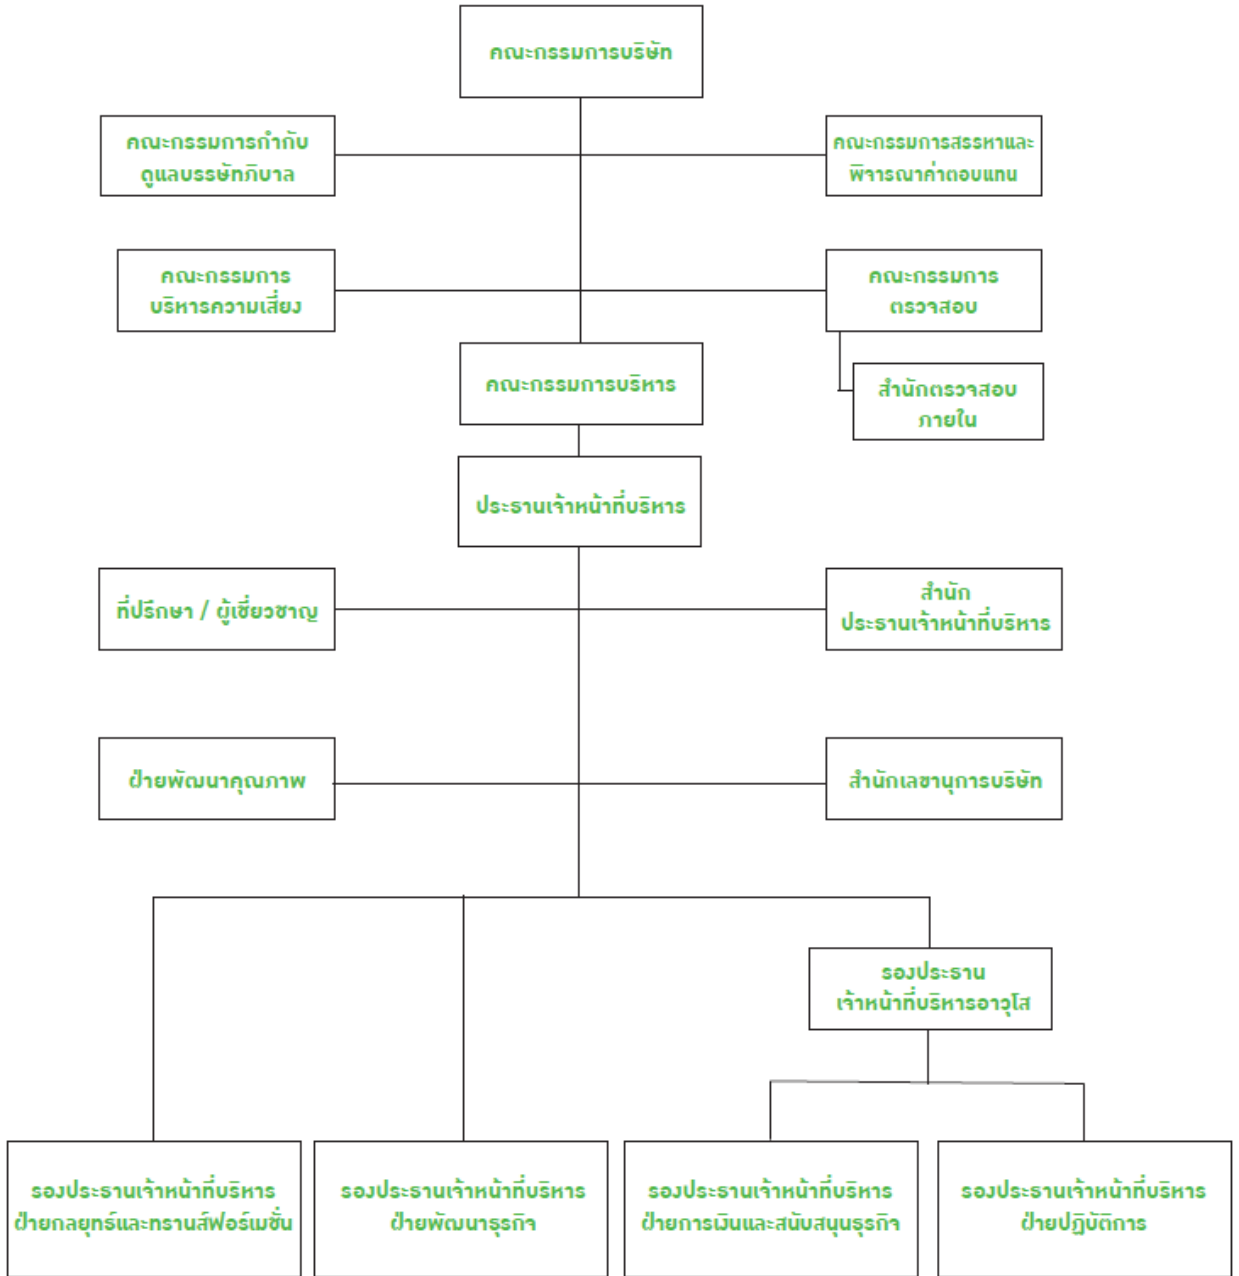 คณะกรรมการบริษัท
คณะกรรมการกำกับ
ดูแลบรรษัทภิบาล
คณะกรรมการสรรหาและ
พิจารณาค่าตอบแทน
คณะกรรมการ
บริหารความเสี่ยง
คณะกรรมการ
ตรวจสอบ
คณะกรรมการบริหาร
สำนักตรวจสอบ
ภายใน
ประธานเจ้าหน้าที่บริหาร
ที่ปรึกษา / ผู้เชี่ยวชาญ
สำนัก
ประธานเจ้าหน้าที่บริหาร
ฝ่ายพัฒนาคุณภาพ
สำนักเลขานุการบริษัท
รองประธาน
เจ้าหน้าที่บริหารอาวุโส
รองประธานเจ้าหน้าที่บริหาร
ฝ่ายกลยุทธ์และทรานส์ฟอร์เมชั่น
รองประธานเจ้าหน้าที่บริหาร
ฝ่ายพัฒนาธุรกิจ
รองประธานเจ้าหน้าที่บริหาร
ฝ่ายการเงินและสนับสนุนธุรกิจ
รองประธานเจ้าหน้าที่บริหาร
ฝ่ายปฏิบัติการ